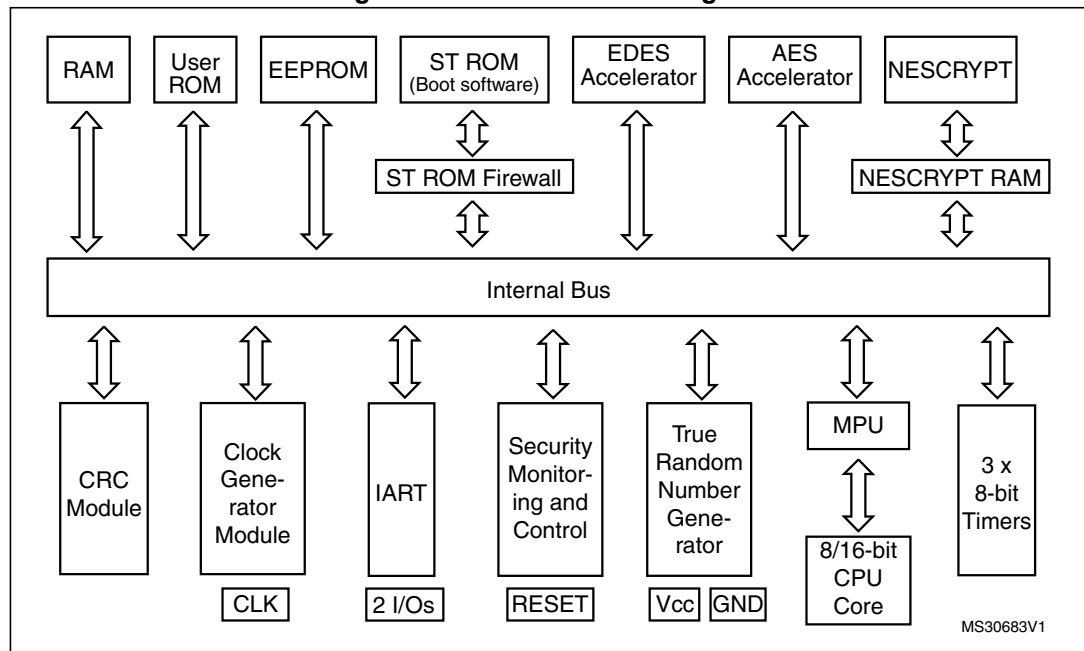 RAM
User
ROM
EEPROM
ST ROM
(Boot software)
EDES
Accelerator
AES
Accelerator
NESCRYPT
ST ROM Firewall
NESCRYPT RAM
Internal Bus
CRC
Module
Clock
Gene-
rator
Module
IART
Security
Monitor-
ing and
Control
True
Random
Number
Gene-
rator
MPU
8/16-bit
CPU
Core
3 x
8-bit
Timers
CLK
2 I/Os
RESET
Vcc
GND
MS30683V1